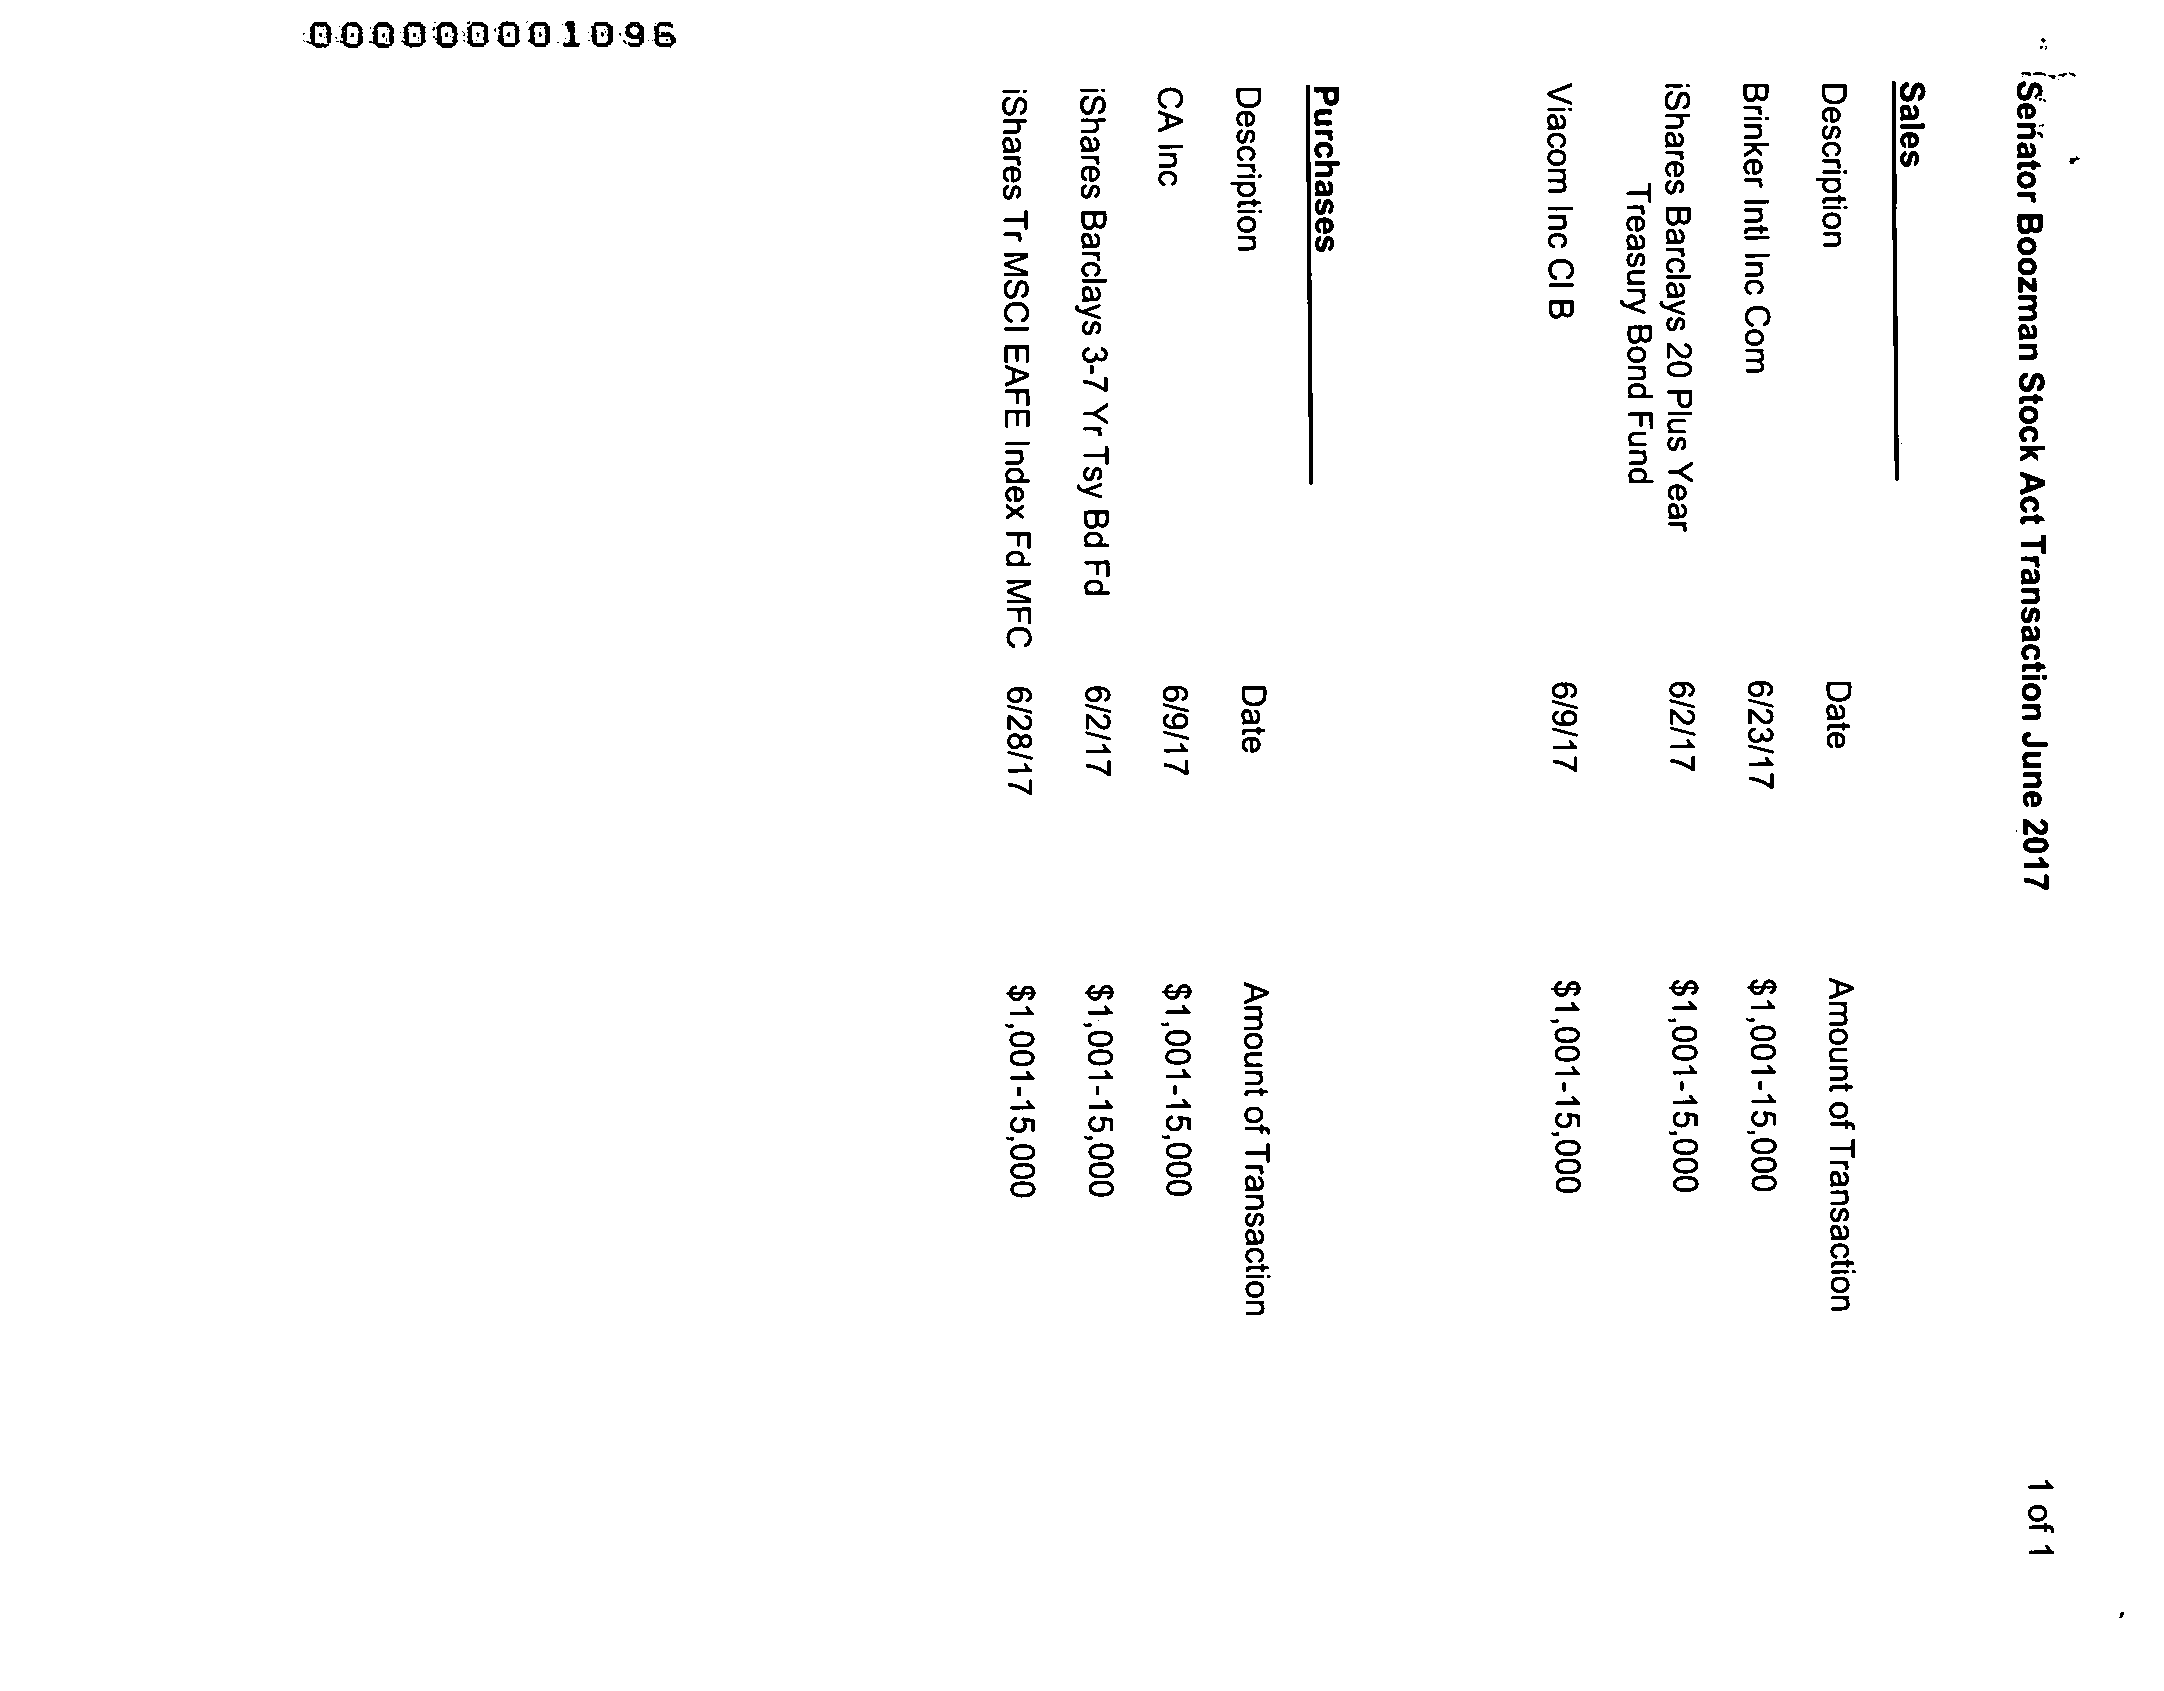 Senator Boozman Stock Act Transaction June 2017 1 of 1
Sales
Description Date Amount of Transaction
Brinker Intl Inc Com 6/23/17 $1,001-15,000
iShares Barclays 20 Plus Year 6/2/17 $1,001-15,000
Treasury Bond Fund
Viacom Inc Cl B 6/9/17 $1,001-15,000
Purchases
Description Date Amount of Transaction
CA Inc 6/9/17 $1,001-15,000
iShares Barclays 3-7 Yr Tsy Bd Fd 6/2/17 $1,001-15,000
iShares Tr MSCI EAFE Index Fd MFC 6/28/17 $1,001-15,000
000000001096